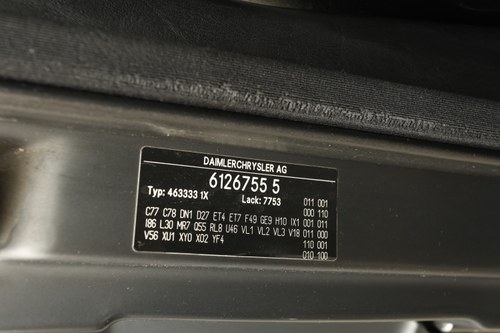 DAIMLERCHRYSLER AG
6126755 5
Typ: 463333 1X Lack: 7753 011 001
000 110
C77 C78 DN1 D27 ET4 ET7 F49 GE9 H10 IX1 001 011
I86 L30 MR7 Q55 RL8 U46 VL1 VL2 VL3 V18 011 000
V56 XU1 XY0 X02 YF4 110 001
010 100